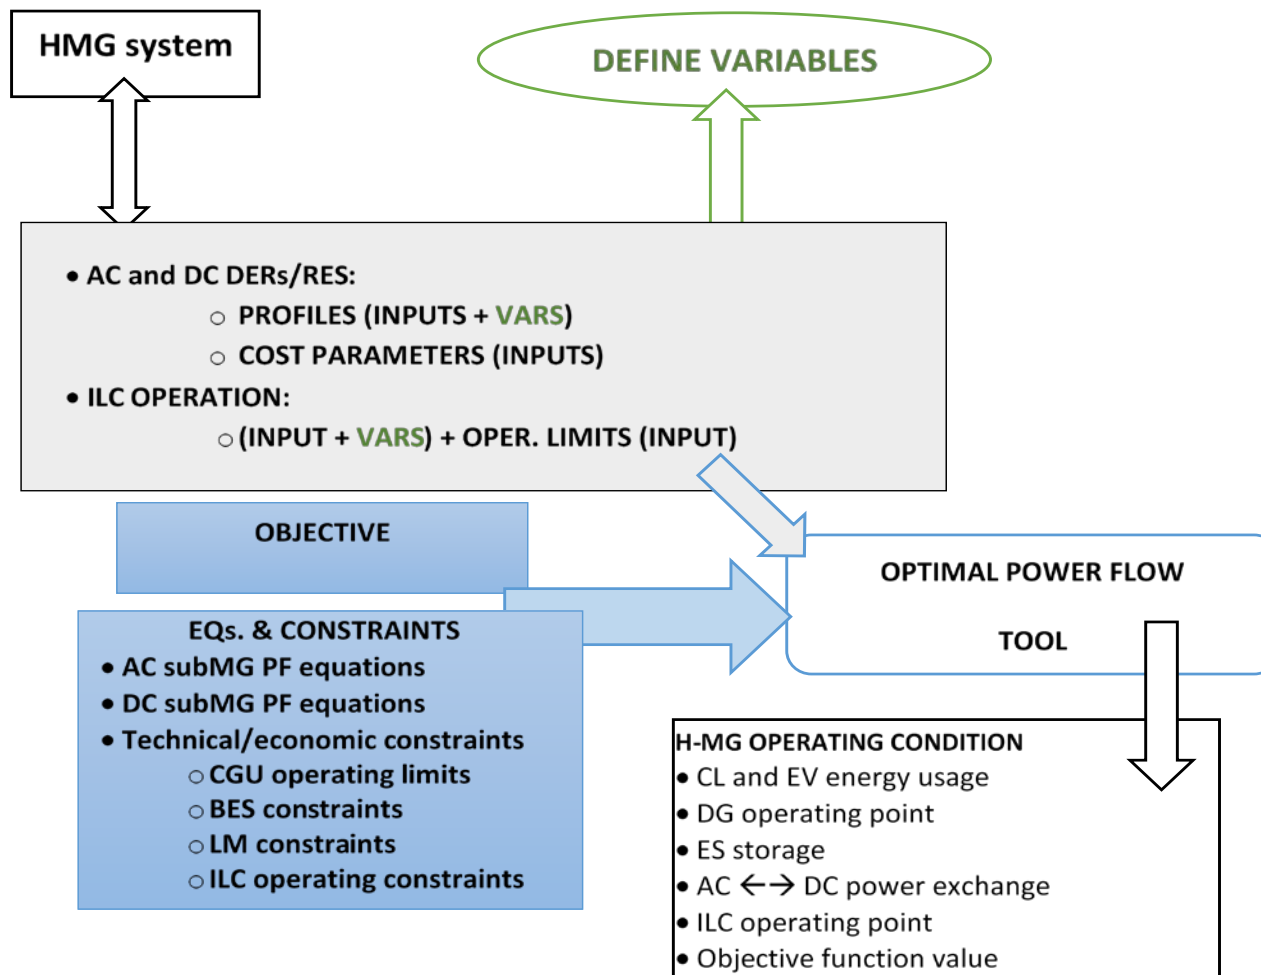 HMG system
DEFINE VARIABLES
• AC and DC DERs/RES:
○ PROFILES (INPUTS + VARS)
○ COST PARAMETERS (INPUTS)
• ILC OPERATION:
○ (INPUT + VARS) + OPER. LIMITS (INPUT)
OBJECTIVE
EQs. & CONSTRAINTS
• AC subMG PF equations
• DC subMG PF equations
• Technical/economic constraints
○ CGU operating limits
○ BES constraints
○ LM constraints
○ ILC operating constraints
OPTIMAL POWER FLOW
TOOL
H-MG OPERATING CONDITION
• CL and EV energy usage
• DG operating point
• ES storage
• AC ←→ DC power exchange
• ILC operating point
• Objective function value